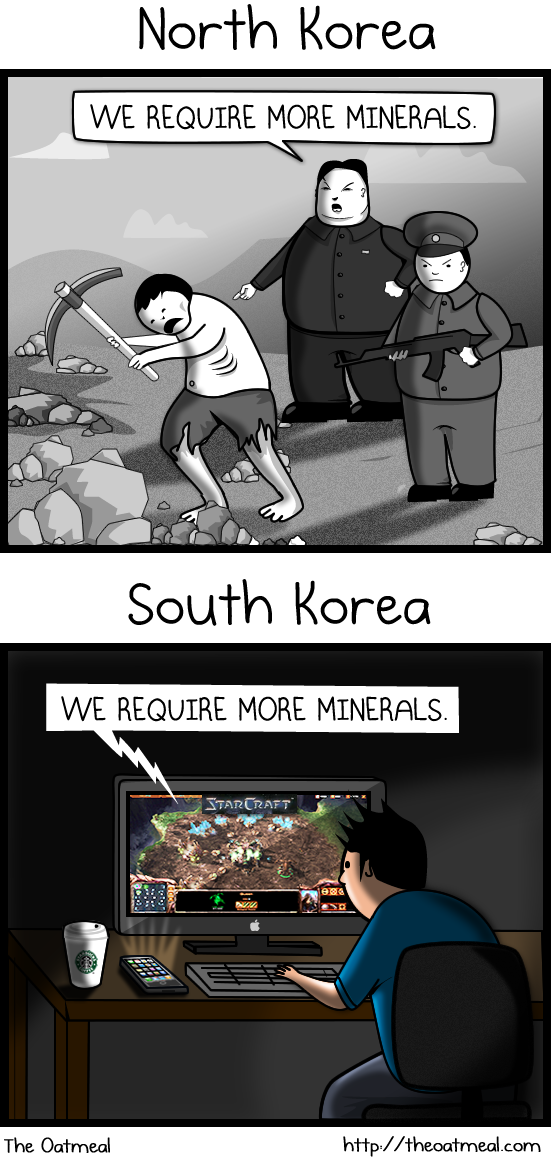 North Korea
WE REQUIRE MORE MINERALS.
South Korea
WE REQUIRE MORE MINERALS.
STARCRAFT
The Oatmeal
http://theoatmeal.com